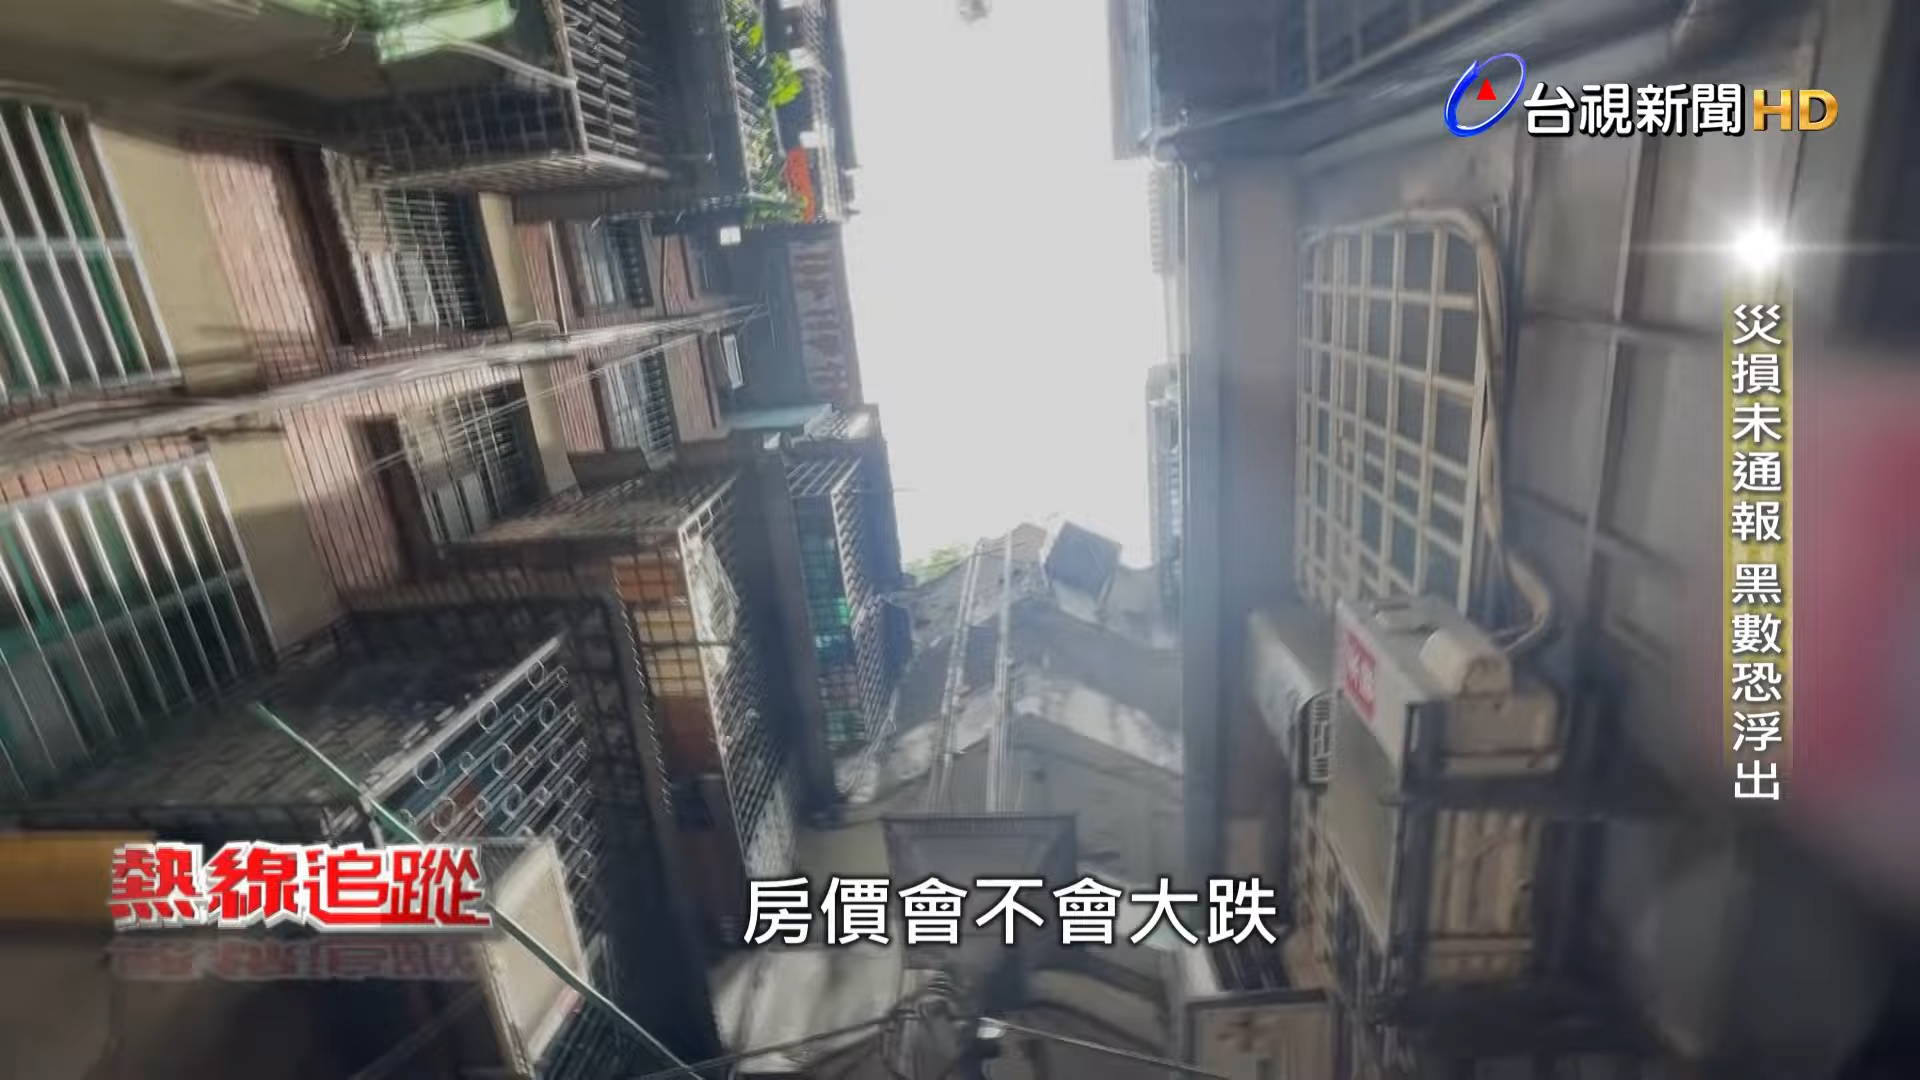 台視新聞HD
災損未通報 黑數恐浮出
熱線追蹤
房價會不會大跌